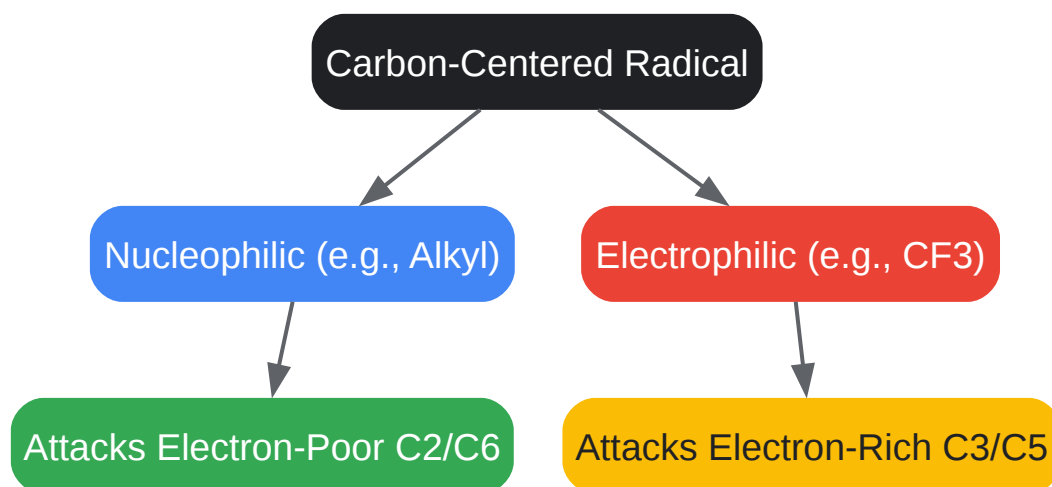 Carbon-Centered Radical
Nucleophilic (e.g., Alkyl)
Electrophilic (e.g., CF3)
Attacks Electron-Poor C2/C6
Attacks Electron-Rich C3/C5